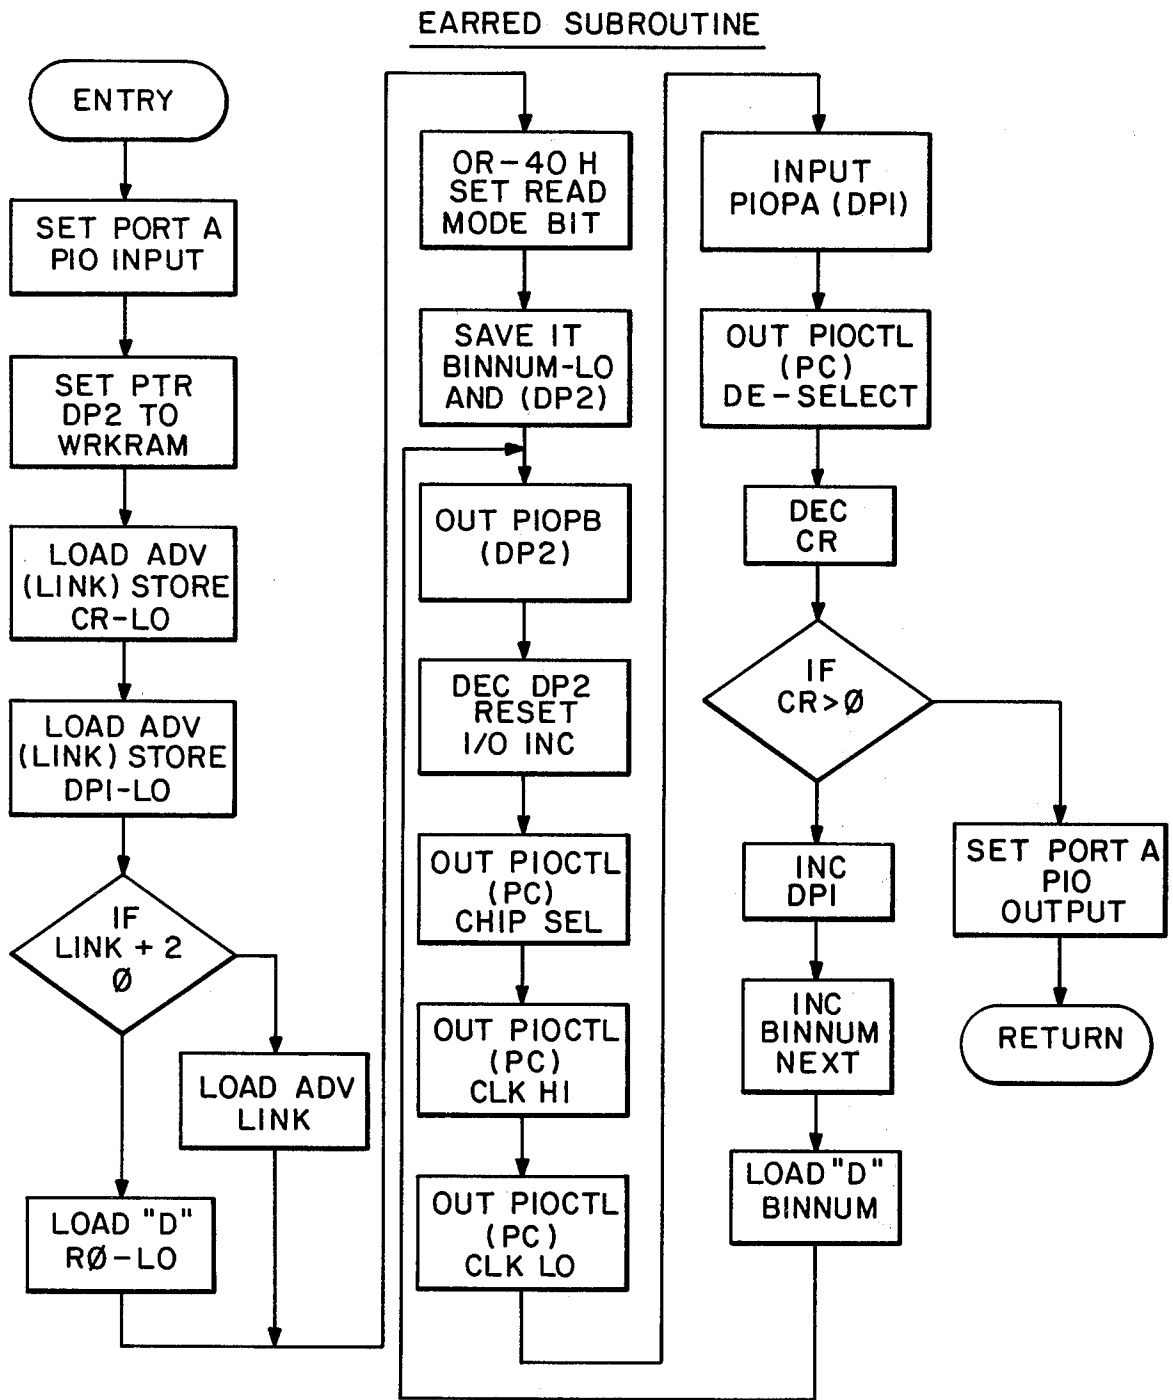 EARRED SUBROUTINE
ENTRY
SET PORT A
PIO INPUT
SET PTR
DP2 TO
WRKRAM
LOAD ADV
(LINK) STORE
CR-LO
LOAD ADV
(LINK) STORE
DPI-LO
IF
LINK + 2
Ø
LOAD ADV
LINK
LOAD "D"
RØ-LO
OR-40 H
SET READ
MODE BIT
SAVE IT
BINNUM-LO
AND (DP2)
OUT PIOPB
(DP2)
DEC DP2
RESET
I/O INC
OUT PIOCTL
(PC)
CHIP SEL
OUT PIOCTL
(PC)
CLK HI
OUT PIOCTL
(PC)
CLK LO
INPUT
PIOPA (DPI)
OUT PIOCTL
(PC)
DE-SELECT
DEC
CR
IF
CR>Ø
INC
DPI
INC
BINNUM
NEXT
LOAD "D"
BINNUM
SET PORT A
PIO
OUTPUT
RETURN